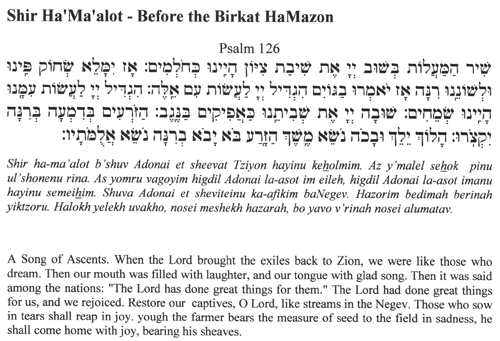 Shir Ha'Ma'alot - Before the Birkat HaMazon
Psalm 126
שִׁיר הַמַּעֲלוֹת בְּשׁוּב יְיָ אֶת שִׁיבַת צִיּוֹן הָיִינוּ כְּחֹלְמִים: אָז יִמָּלֵא שְׂחוֹק פִּינוּ
וּלְשׁוֹנֵנוּ רִנָּה אָז יֹאמְרוּ בַגּוֹיִם הִגְדִּיל יְיָ לַעֲשׂוֹת עִם אֵלֶּה: הִגְדִּיל יְיָ לַעֲשׂוֹת עִמָּנוּ
הָיִינוּ שְׂמֵחִים: שׁוּבָה יְיָ אֶת שְׁבִיתֵנוּ כַּאֲפִיקִים בַּנֶּגֶב: הַזֹּרְעִים בְּדִמְעָה בְּרִנָּה
יִקְצֹרוּ: הָלוֹךְ יֵלֵךְ וּבָכֹה נֹשֵׂא מֶשֶׁךְ הַזָּרַע בֹּא יָבֹא בְרִנָּה נֹשֵׂא אֲלֻמֹּתָיו:
Shir ha-ma'alot b'shuv Adonai et sheevat Tziyon hayinu keholmim. Az y'malel sehok pinu
ul'shonenu rina. As yomru vagoyim higdil Adonai la-asot im eileh, higdil Adonai la-asot imanu
hayinu semeihim. Shuva Adonai et sheviteinu ka-afikim baNegev. Hazorim bedimah berinah
yiktzoru. Halokh yelekh uvakho, nosei meshekh hazarah, bo yavo v'rinah nosei alumatav.
A Song of Ascents. When the Lord brought the exiles back to Zion, we were like those who
dream. Then our mouth was filled with laughter, and our tongue with glad song. Then it was said
among the nations: "The Lord has done great things for them." The Lord had done great things
for us, and we rejoiced. Restore our captives, O Lord, like streams in the Negev. Those who sow
in tears shall reap in joy. yough the farmer bears the measure of seed to the field in sadness, he
shall come home with joy, bearing his sheaves.